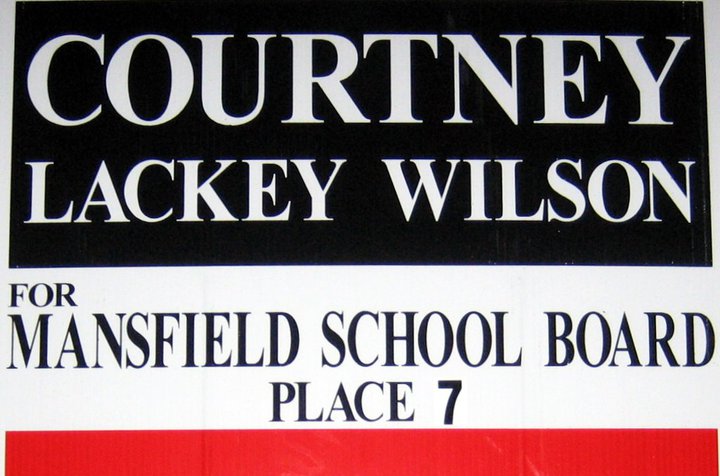 COURTNEY
LACKEY WILSON
FOR
MANSFIELD SCHOOL BOARD
PLACE 7